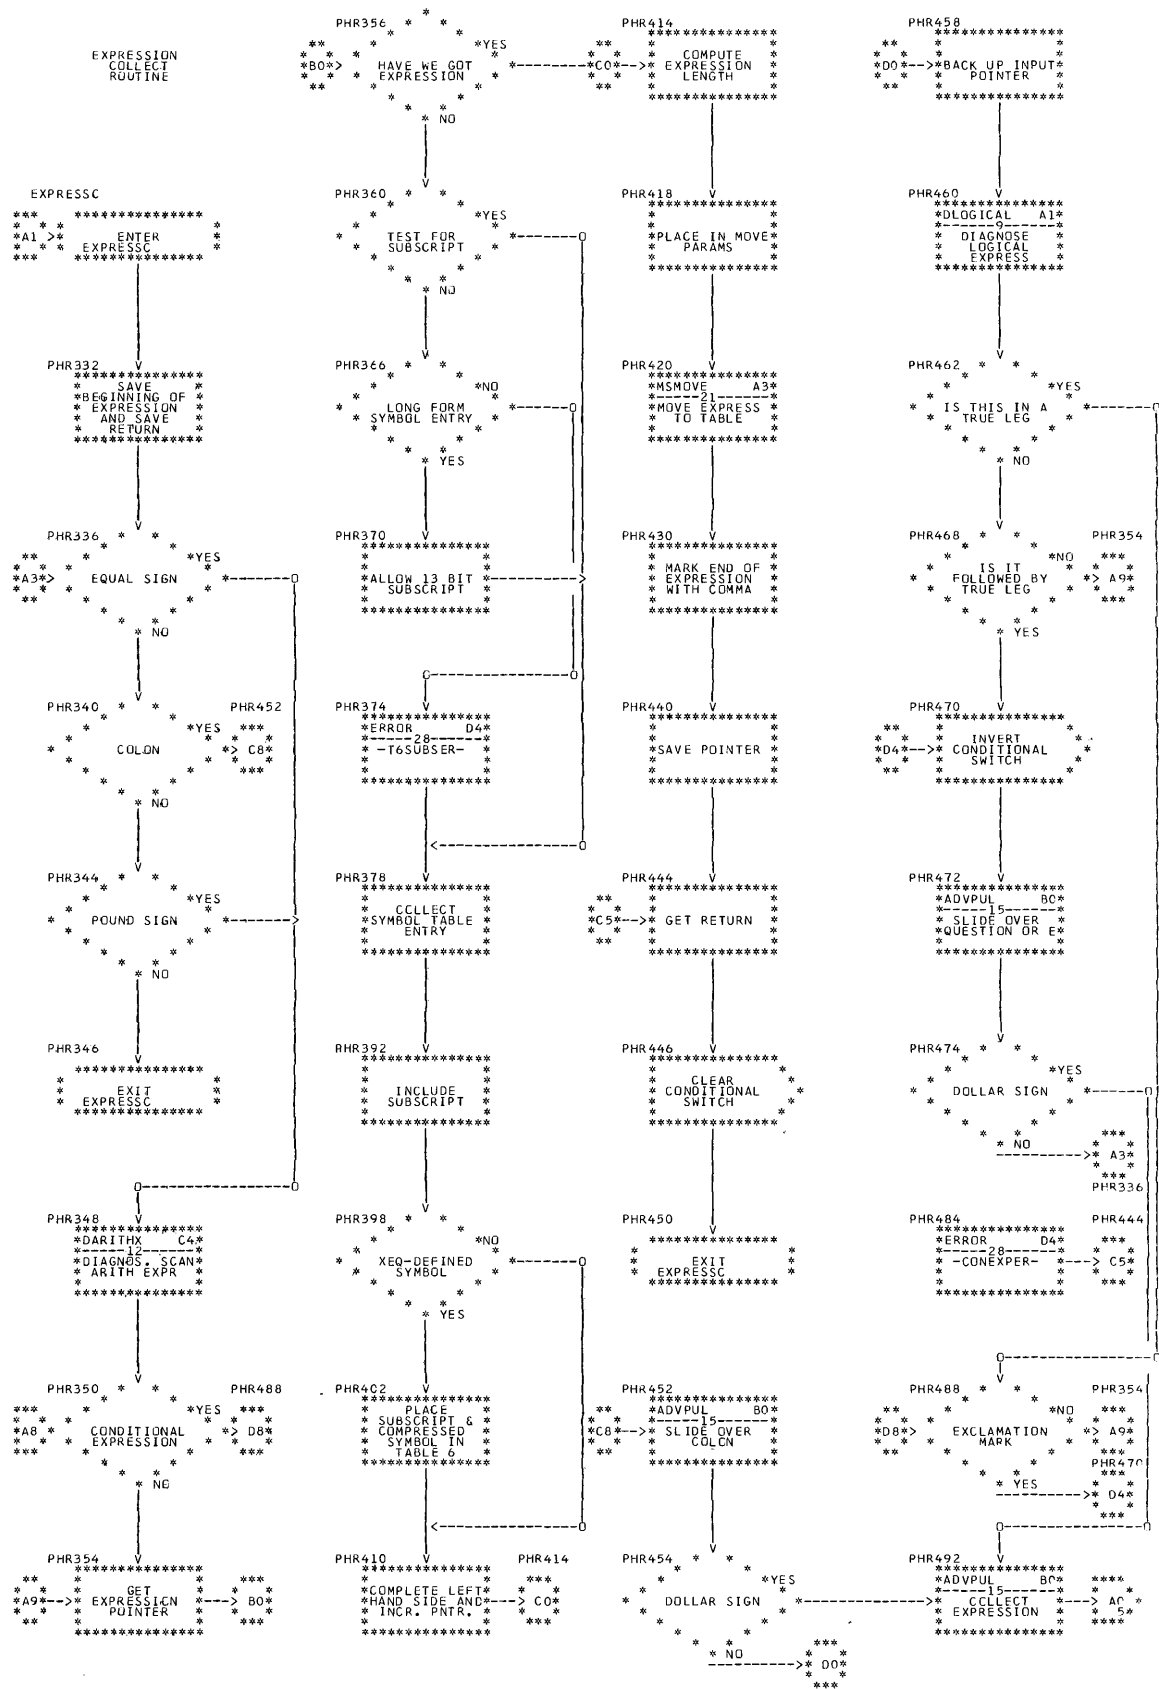 EXPRESSION
COLLECT
ROUTINE
EXPRESSC
A1
ENTER
EXPRESSC
PHR332
SAVE
BEGINNING OF
EXPRESSION
AND SAVE
RETURN
PHR336
A3
EQUAL SIGN
YES
NO
PHR340
COLON
YES
PHR452
C8
NO
PHR344
POUND SIGN
YES
NO
PHR346
EXIT
EXPRESSC
PHR348
DARITHX C4
12
DIAGNOS. SCAN
ARITH EXPR
PHR350
A8
CONDITIONAL
EXPRESSION
YES
PHR488
D8
NO
PHR354
A9
GET
EXPRESSION
POINTER
B0
PHR356
B0
HAVE WE GOT
EXPRESSION
YES
NO
PHR360
TEST FOR
SUBSCRIPT
YES
NO
PHR366
LONG FORM
SYMBOL ENTRY
NO
YES
PHR370
ALLOW 13 BIT
SUBSCRIPT
PHR374
ERROR D4
28
-T6SUBSER-
PHR378
COLLECT
SYMBOL TABLE
ENTRY
PHR392
INCLUDE
SUBSCRIPT
PHR398
XEQ-DEFINED
SYMBOL
NO
YES
PHR402
PLACE
SUBSCRIPT &
COMPRESSED
SYMBOL IN
TABLE 6
PHR410
COMPLETE LEFT
HAND SIDE AND
INCR. PNTR.
PHR414
C0
PHR414
C0
COMPUTE
EXPRESSION
LENGTH
PHR418
PLACE IN MOVE
PARAMS
PHR420
MSMOVE A3
21
MOVE EXPRESS
TO TABLE
PHR430
MARK END OF
EXPRESSION
WITH COMMA
PHR440
SAVE POINTER
PHR444
C5
GET RETURN
PHR446
CLEAR
CONDITIONAL
SWITCH
PHR450
EXIT
EXPRESSC
PHR452
C8
ADVPUL B0
15
SLIDE OVER
COLON
PHR454
DOLLAR SIGN
YES
NO
D0
PHR458
D0
BACK UP INPUT
POINTER
PHR460
DLOGICAL A1
9
DIAGNOSE
LOGICAL
EXPRESS
PHR462
IS THIS IN A
TRUE LEG
YES
NO
PHR468
IS IT
FOLLOWED BY
TRUE LEG
NO
PHR354
A9
YES
PHR470
D4
INVERT
CONDITIONAL
SWITCH
PHR472
ADVPUL B0
15
SLIDE OVER
QUESTION OR E
PHR474
DOLLAR SIGN
YES
NO
A3
PHR336
PHR484
ERROR D4
28
-CONEXPER-
PHR444
C5
PHR488
D8
EXCLAMATION
MARK
NO
PHR354
A9
PHR470
YES
D4
PHR492
ADVPUL B0
15
COLLECT
EXPRESSION
5